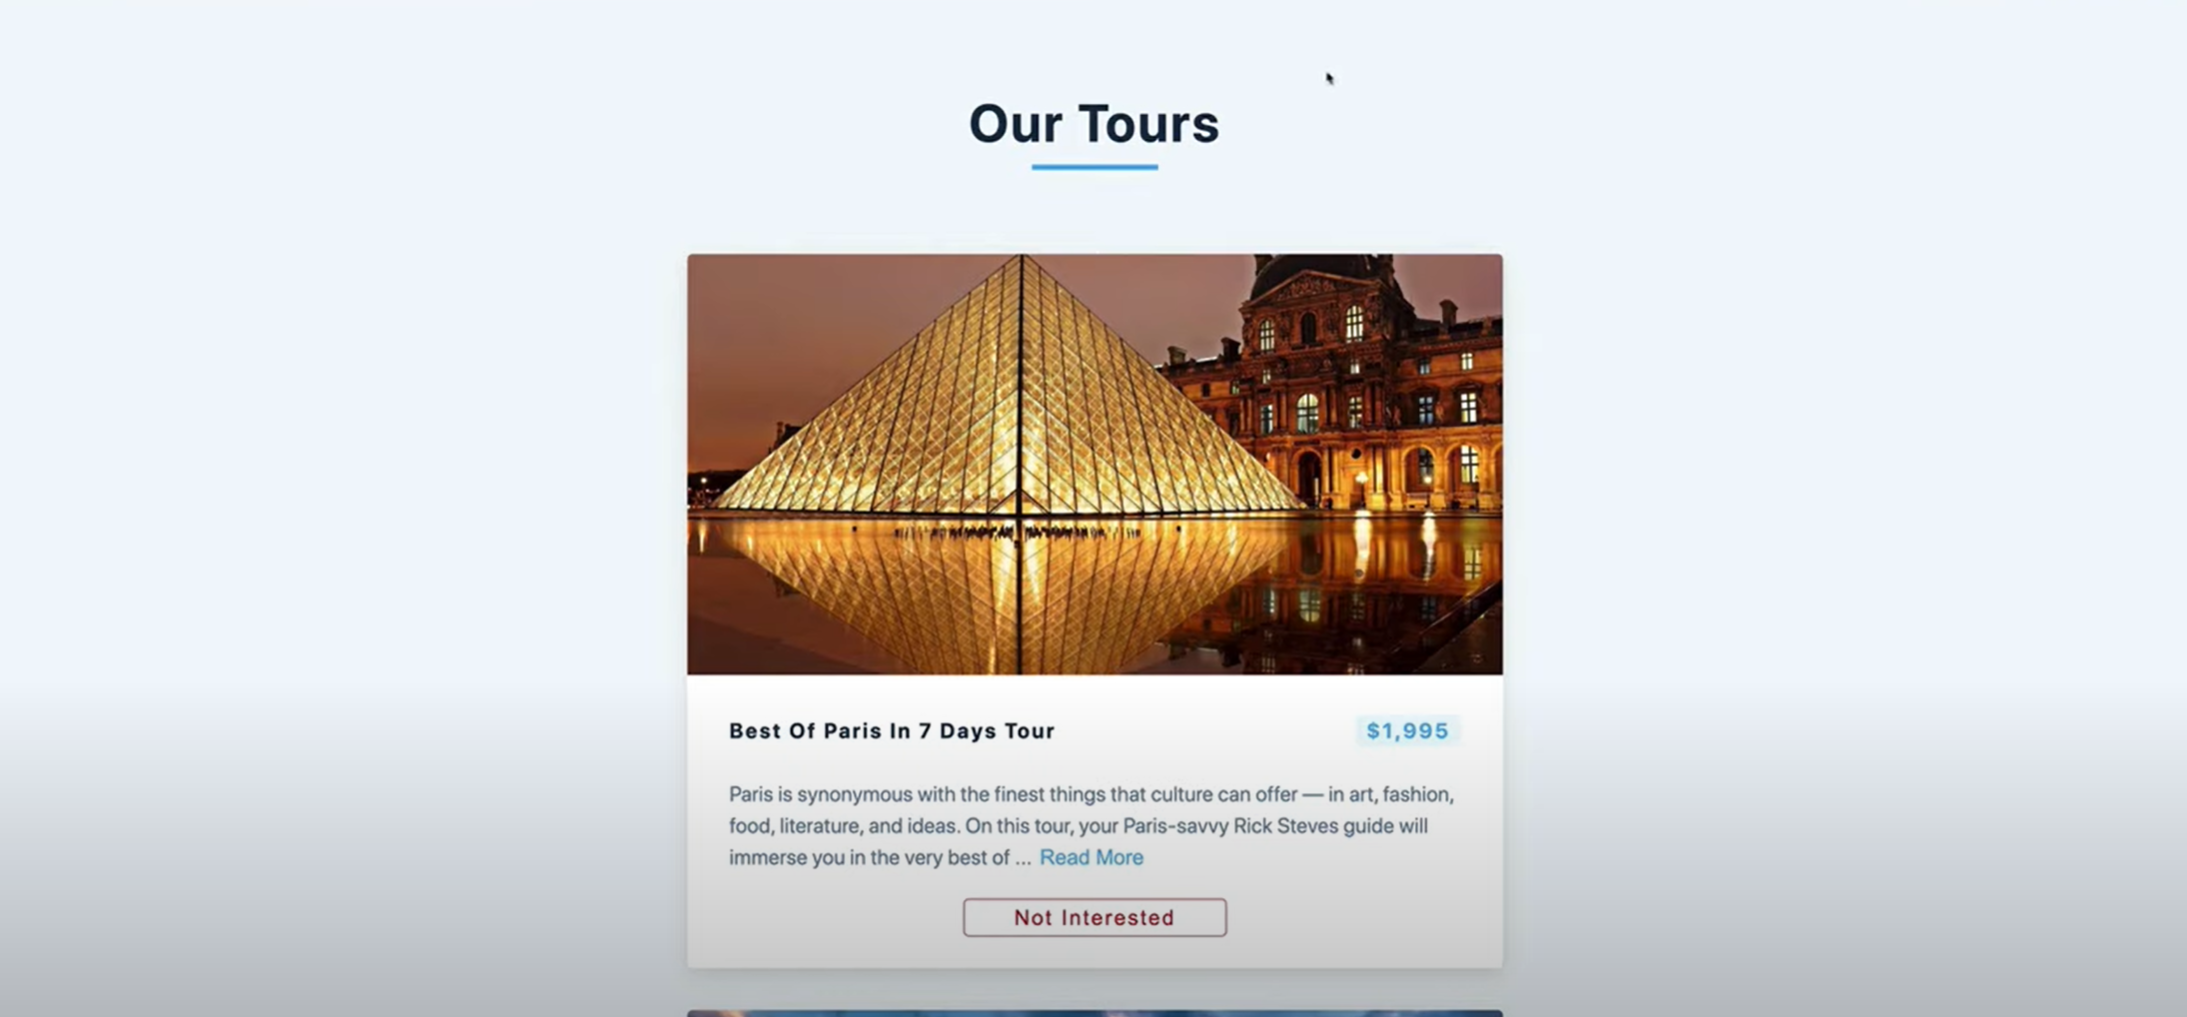 Our Tours
Best Of Paris In 7 Days Tour
$1,995
Paris is synonymous with the finest things that culture can offer — in art, fashion,
food, literature, and ideas. On this tour, your Paris-savvy Rick Steves guide will
immerse you in the very best of ... Read More
Not Interested